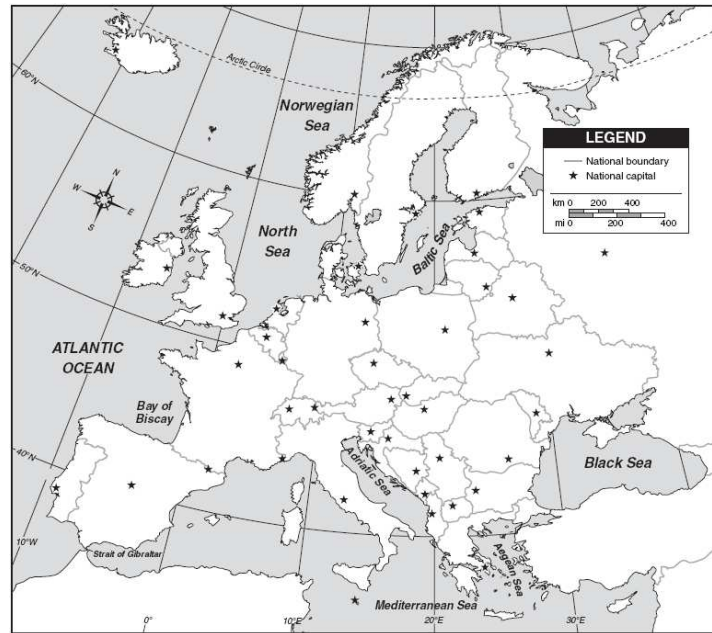 Arctic Circle
60°N
Norwegian
Sea
LEGEND
National boundary
National capital
km 0 200 400
mi 0 200 400
N
W
E
S
North
Sea
Baltic Sea
50°N
ATLANTIC
OCEAN
Bay of
Biscay
40°N
Adriatic Sea
Black Sea
10°W
Strait of Gibraltar
Aegean Sea
Mediterranean Sea
0°
10°E
20°E
30°E